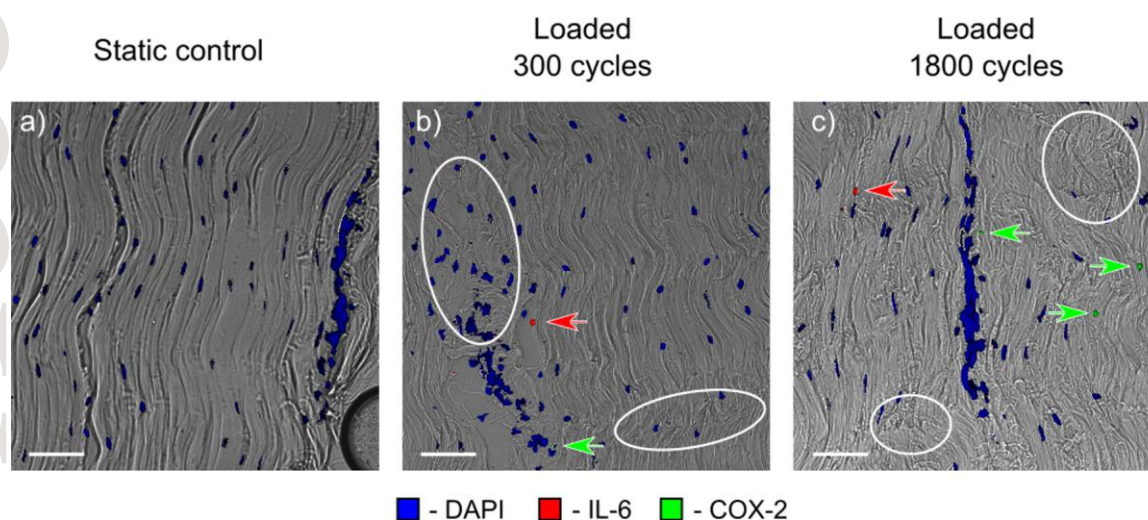 Static control
Loaded
300 cycles
Loaded
1800 cycles
a)
b)
c)
- DAPI
- IL-6
- COX-2